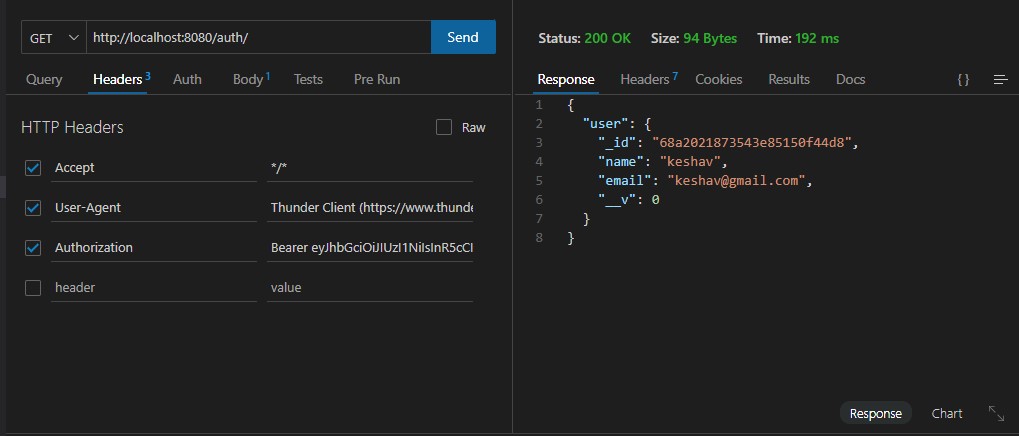 GET http://localhost:8080/auth/ Send
Query Headers 3 Auth Body 1 Tests Pre Run
HTTP Headers Raw
Accept */*
User-Agent Thunder Client (https://www.thunde
Authorization Bearer eyJhbGciOiJIUzI1NiIsInR5cCI
header value
Status: 200 OK Size: 94 Bytes Time: 192 ms
Response Headers 7 Cookies Results Docs {}
1 {
2 "user": {
3 "_id": "68a2021873543e85150f44d8",
4 "name": "keshav",
5 "email": "keshav@gmail.com",
6 "__v": 0
7 }
8 }
Response Chart